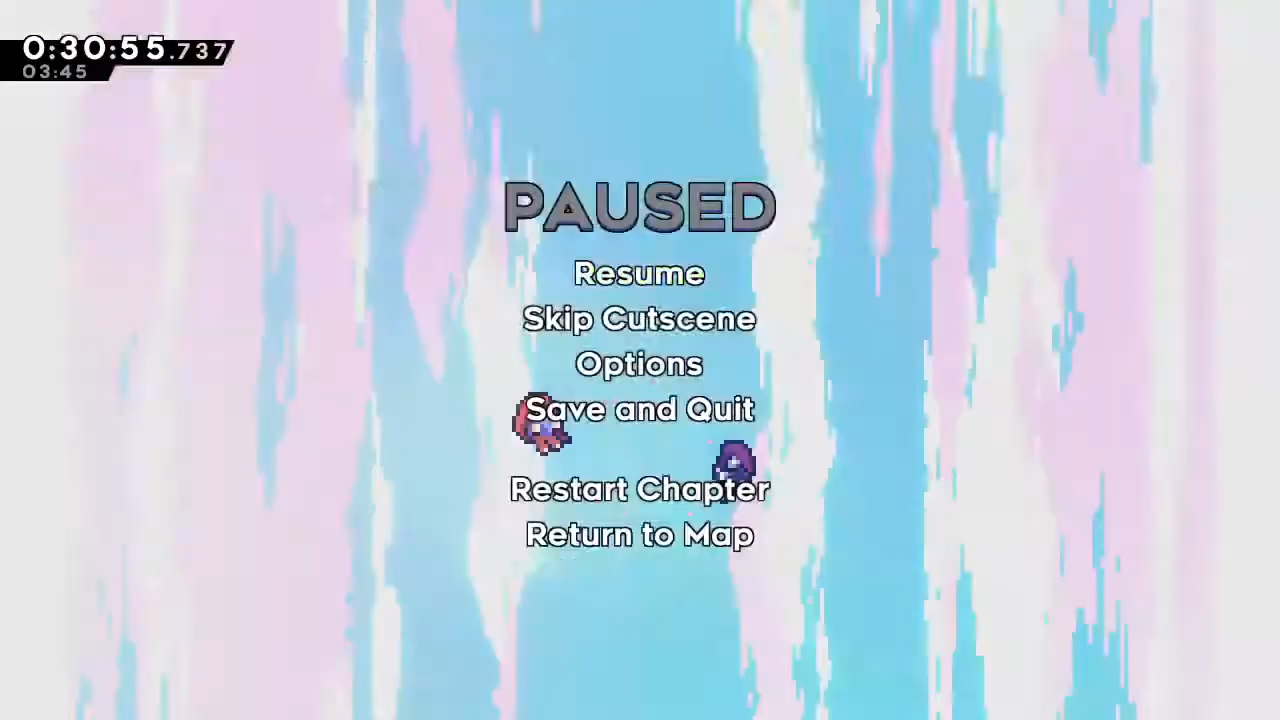 0:30:55.737
03:45
PAUSED
Resume
Skip Cutscene
Options
Save and Quit
Restart Chapter
Return to Map